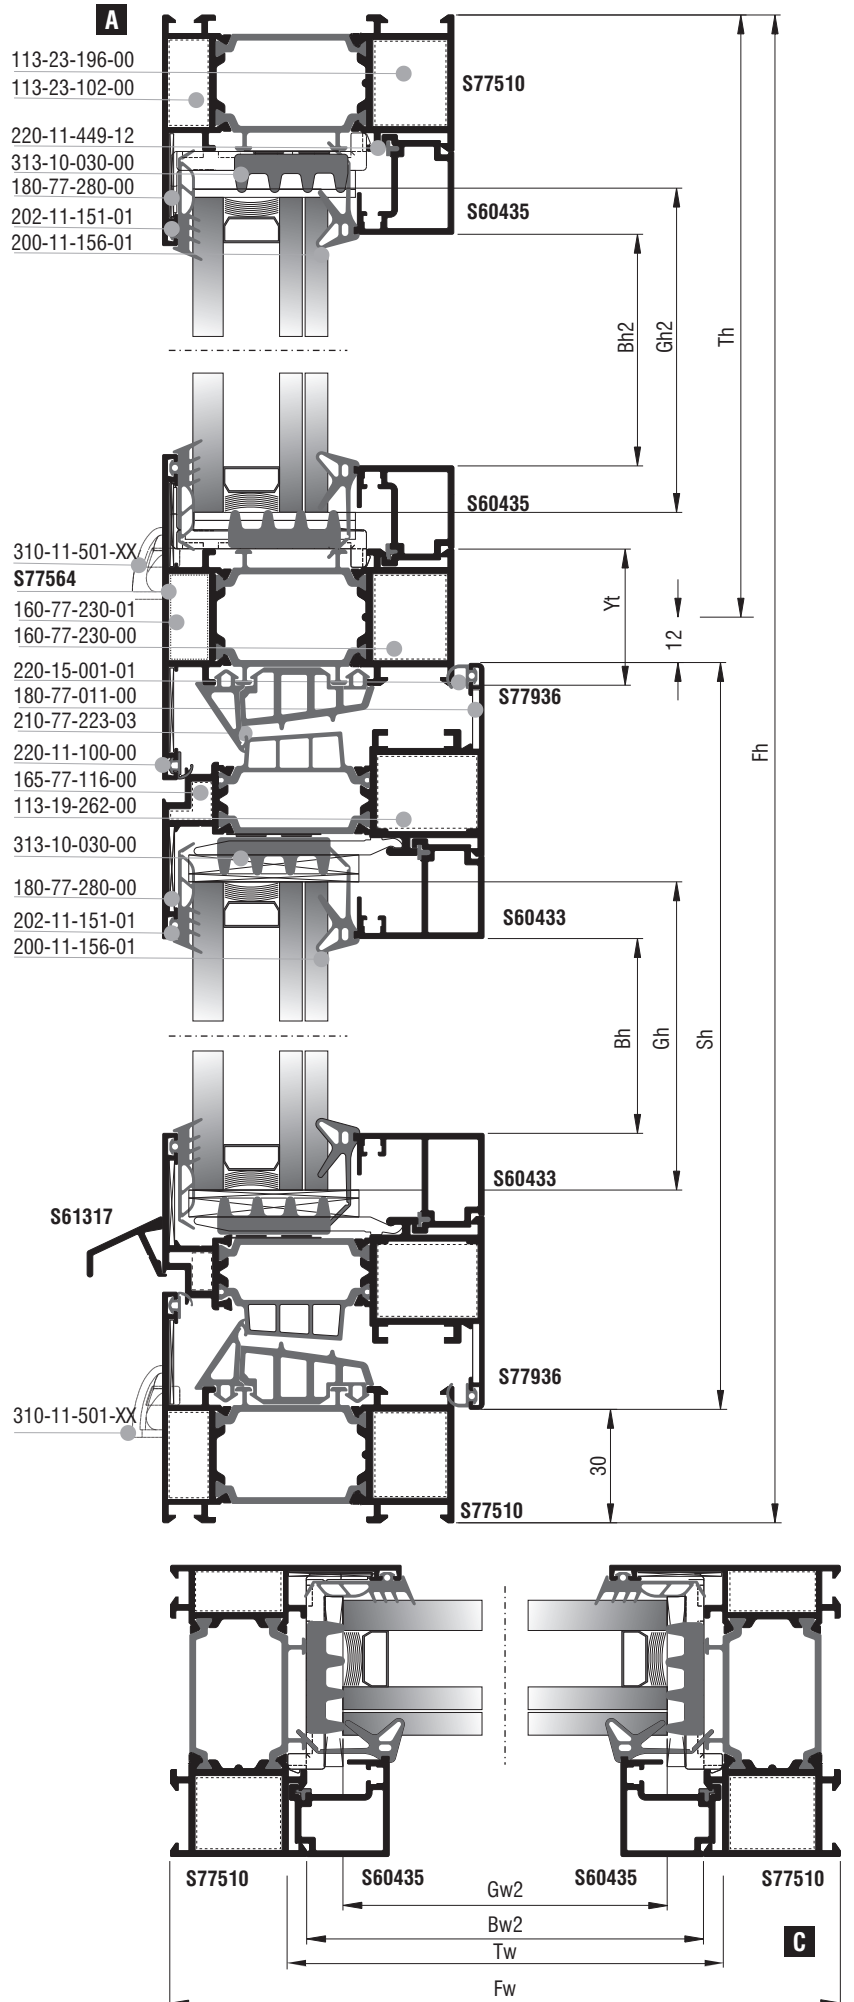 A
113-23-196-00
113-23-102-00
S77510
220-11-449-12
313-10-030-00
180-77-280-00
202-11-151-01
200-11-156-01
S60435
Bh2
Gh2
Th
S60435
310-11-501-XX
S77564
160-77-230-01
160-77-230-00
Yt
12
220-15-001-01
180-77-011-00
210-77-223-03
S77936
220-11-100-00
165-77-116-00
113-19-262-00
Fh
313-10-030-00
180-77-280-00
202-11-151-01
200-11-156-01
S60433
Bh
Gh
Sh
S60433
S61317
S77936
310-11-501-XX
30
S77510
S77510
S60435
S60435
S77510
Gw2
Bw2
C
Tw
Fw